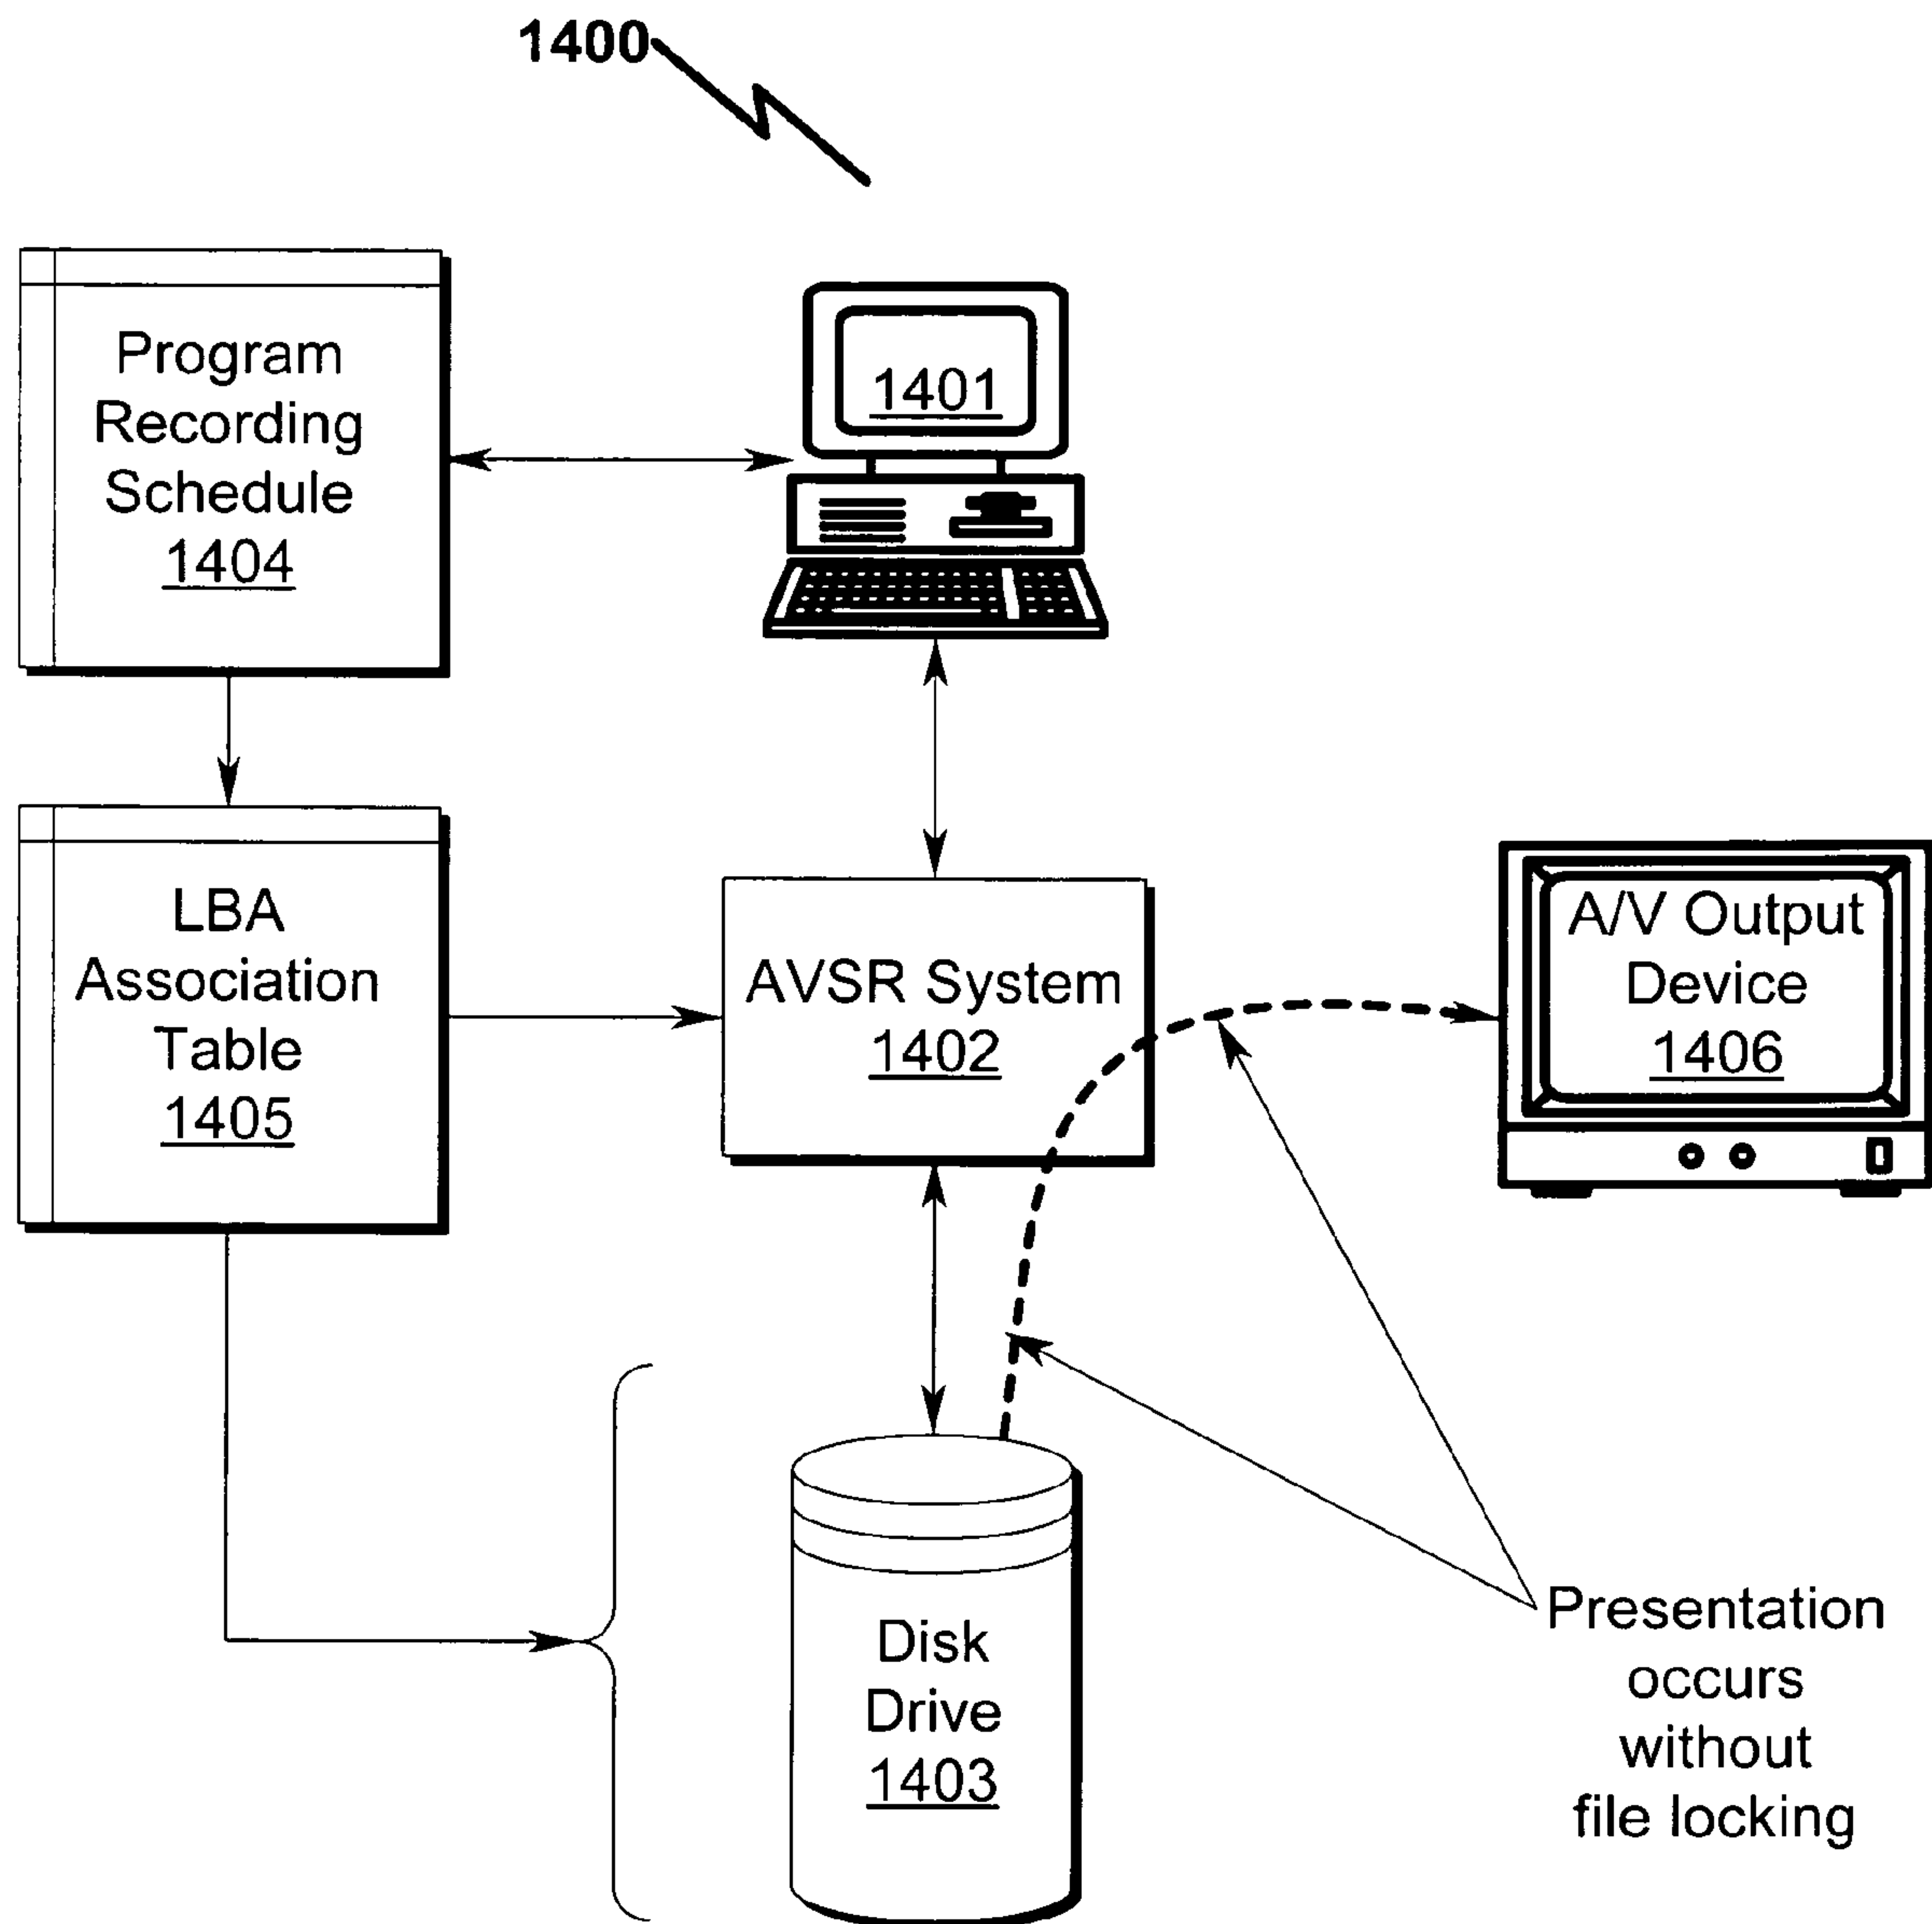 1400
Program
Recording
Schedule
1404
1401
LBA
Association
Table
1405
AVSR System
1402
A/V Output
Device
1406
Disk
Drive
1403
Presentation
occurs
without
file locking